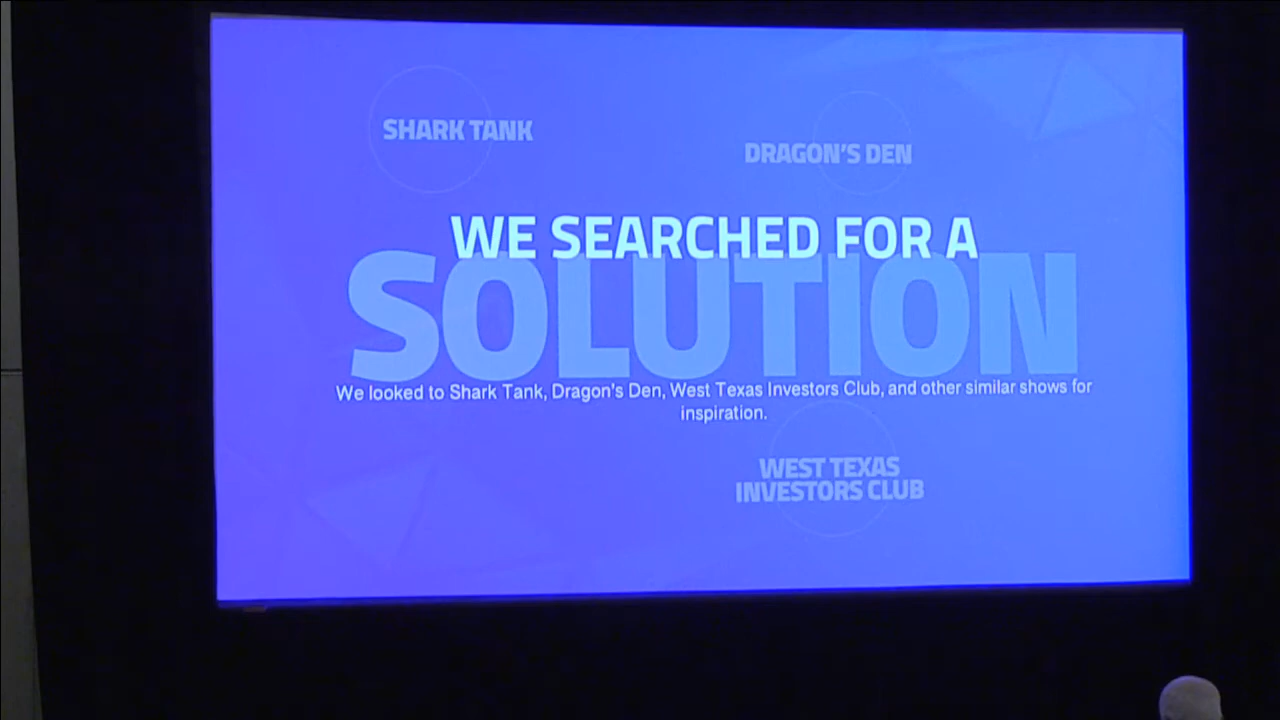 SHARK TANK
DRAGON'S DEN
WE SEARCHED FOR A
SOLUTION
We looked to Shark Tank, Dragon's Den, West Texas Investors Club, and other similar shows for
inspiration.
WEST TEXAS
INVESTORS CLUB